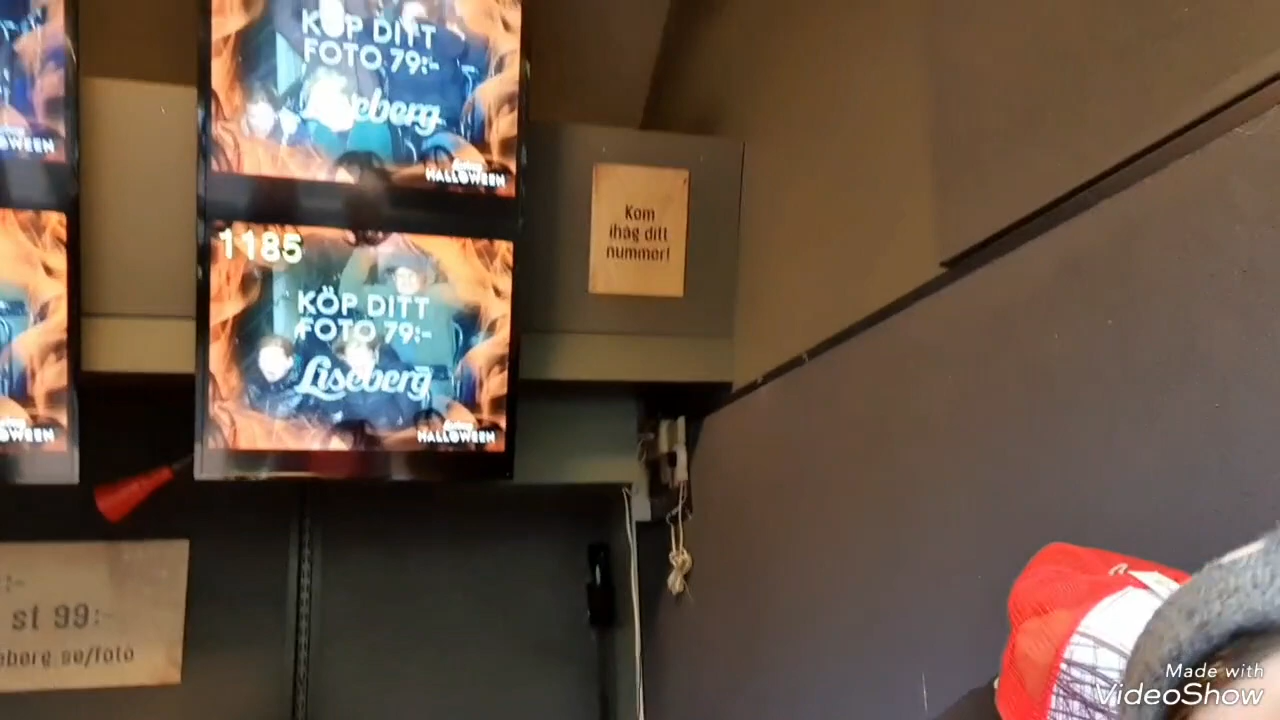 KÖP DITT
FOTO 79:-
Liseberg
HALLOWEEN
1185
KÖP DITT
FOTO 79:-
Liseberg
HALLOWEEN
Kom
ihåg ditt
nummer!
st 99:-
Made with
VideoShow